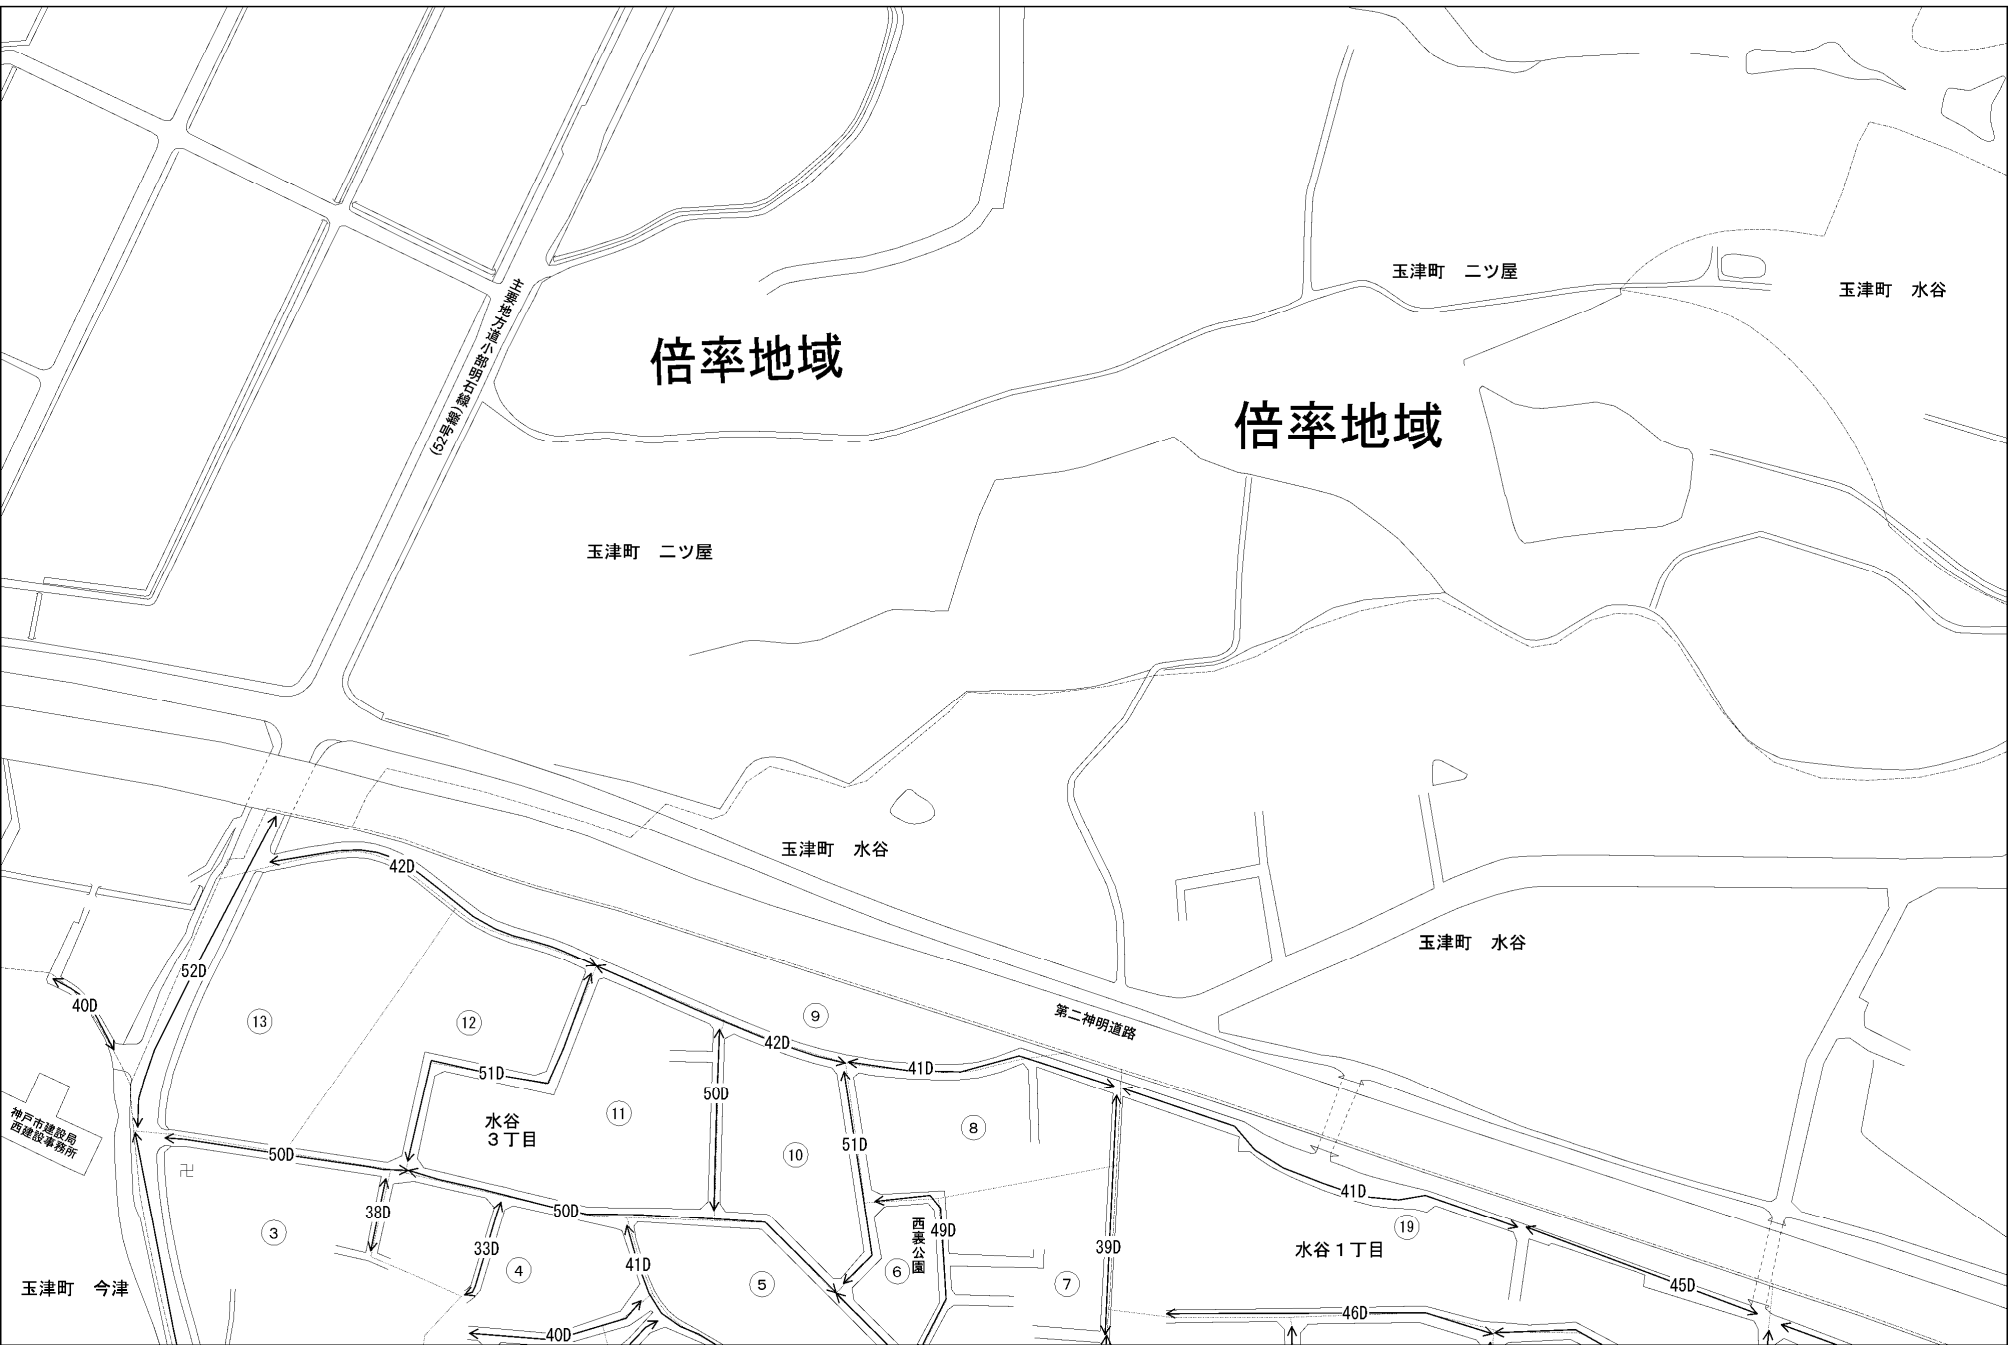 玉津町　二ツ屋
玉津町　水谷
主要地方道小部明石線
(52号線)
倍率地域
倍率地域
玉津町　二ツ屋
玉津町　水谷
42D
玉津町　水谷
52D
40D
13
12
9
第二神明道路
42D
41D
51D
50D
神戸市建設局
西建設事務所
水谷
３丁目
11
8
10
51D
50D
卍
41D
38D
50D
3
33D
西裏公園
49D
39D
19
水谷１丁目
41D
4
5
6
7
玉津町　今津
45D
46D
40D